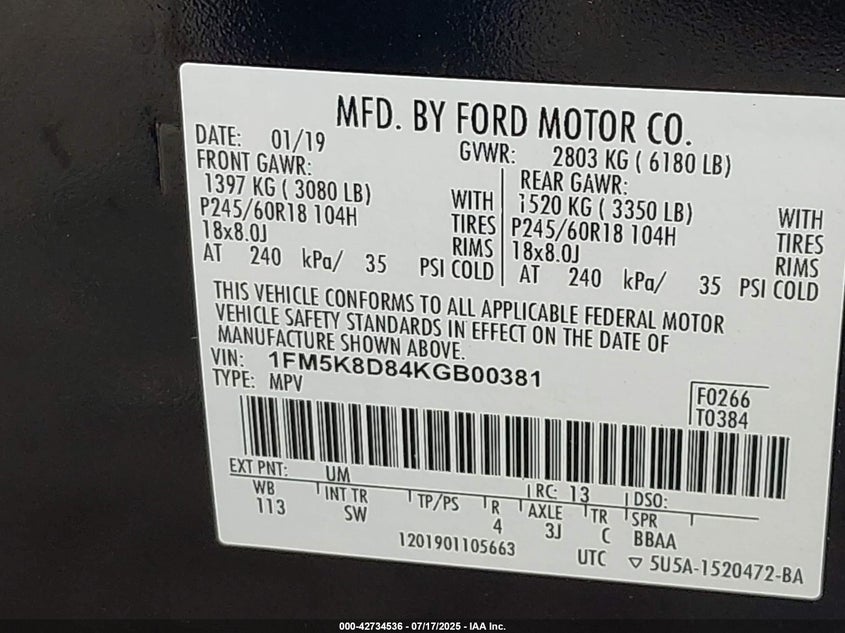 MFD. BY FORD MOTOR CO.
DATE: 01/19
GVWR: 2803 KG ( 6180 LB)
FRONT GAWR:
1397 KG ( 3080 LB)
P245/60R18 104H
18x8.0J
AT 240 kPa/ 35
WITH
TIRES
RIMS
PSI COLD
REAR GAWR:
1520 KG ( 3350 LB)
P245/60R18 104H
18x8.0J
AT 240 kPa/ 35
WITH
TIRES
RIMS
PSI COLD
THIS VEHICLE CONFORMS TO ALL APPLICABLE FEDERAL MOTOR
VEHICLE SAFETY STANDARDS IN EFFECT ON THE DATE OF
MANUFACTURE SHOWN ABOVE.
VIN: 1FM5K8D84KGB00381
TYPE: MPV
F0266
T0384
EXT PNT: UM RC: 13 DSO:
WB INT TR TP/PS R AXLE TR SPR
113 SW 4 3J C BBAA
1201901105663 UTC ▽ 5U5A-1520472-BA
000-42734536 - 07/17/2025 - IAA Inc.